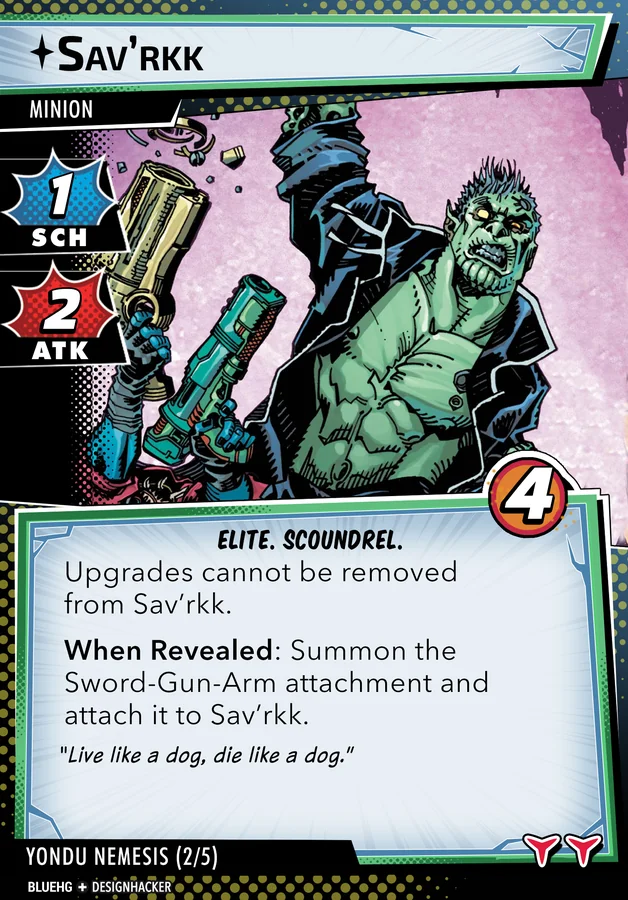 Sav'rkk
MINION
1
SCH
2
ATK
4
ELITE. SCOUNDREL.
Upgrades cannot be removed
from Sav'rkk.
When Revealed: Summon the
Sword-Gun-Arm attachment and
attach it to Sav'rkk.
"Live like a dog, die like a dog."
YONDU NEMESIS (2/5)
BLUEHG + DESIGNHACKER